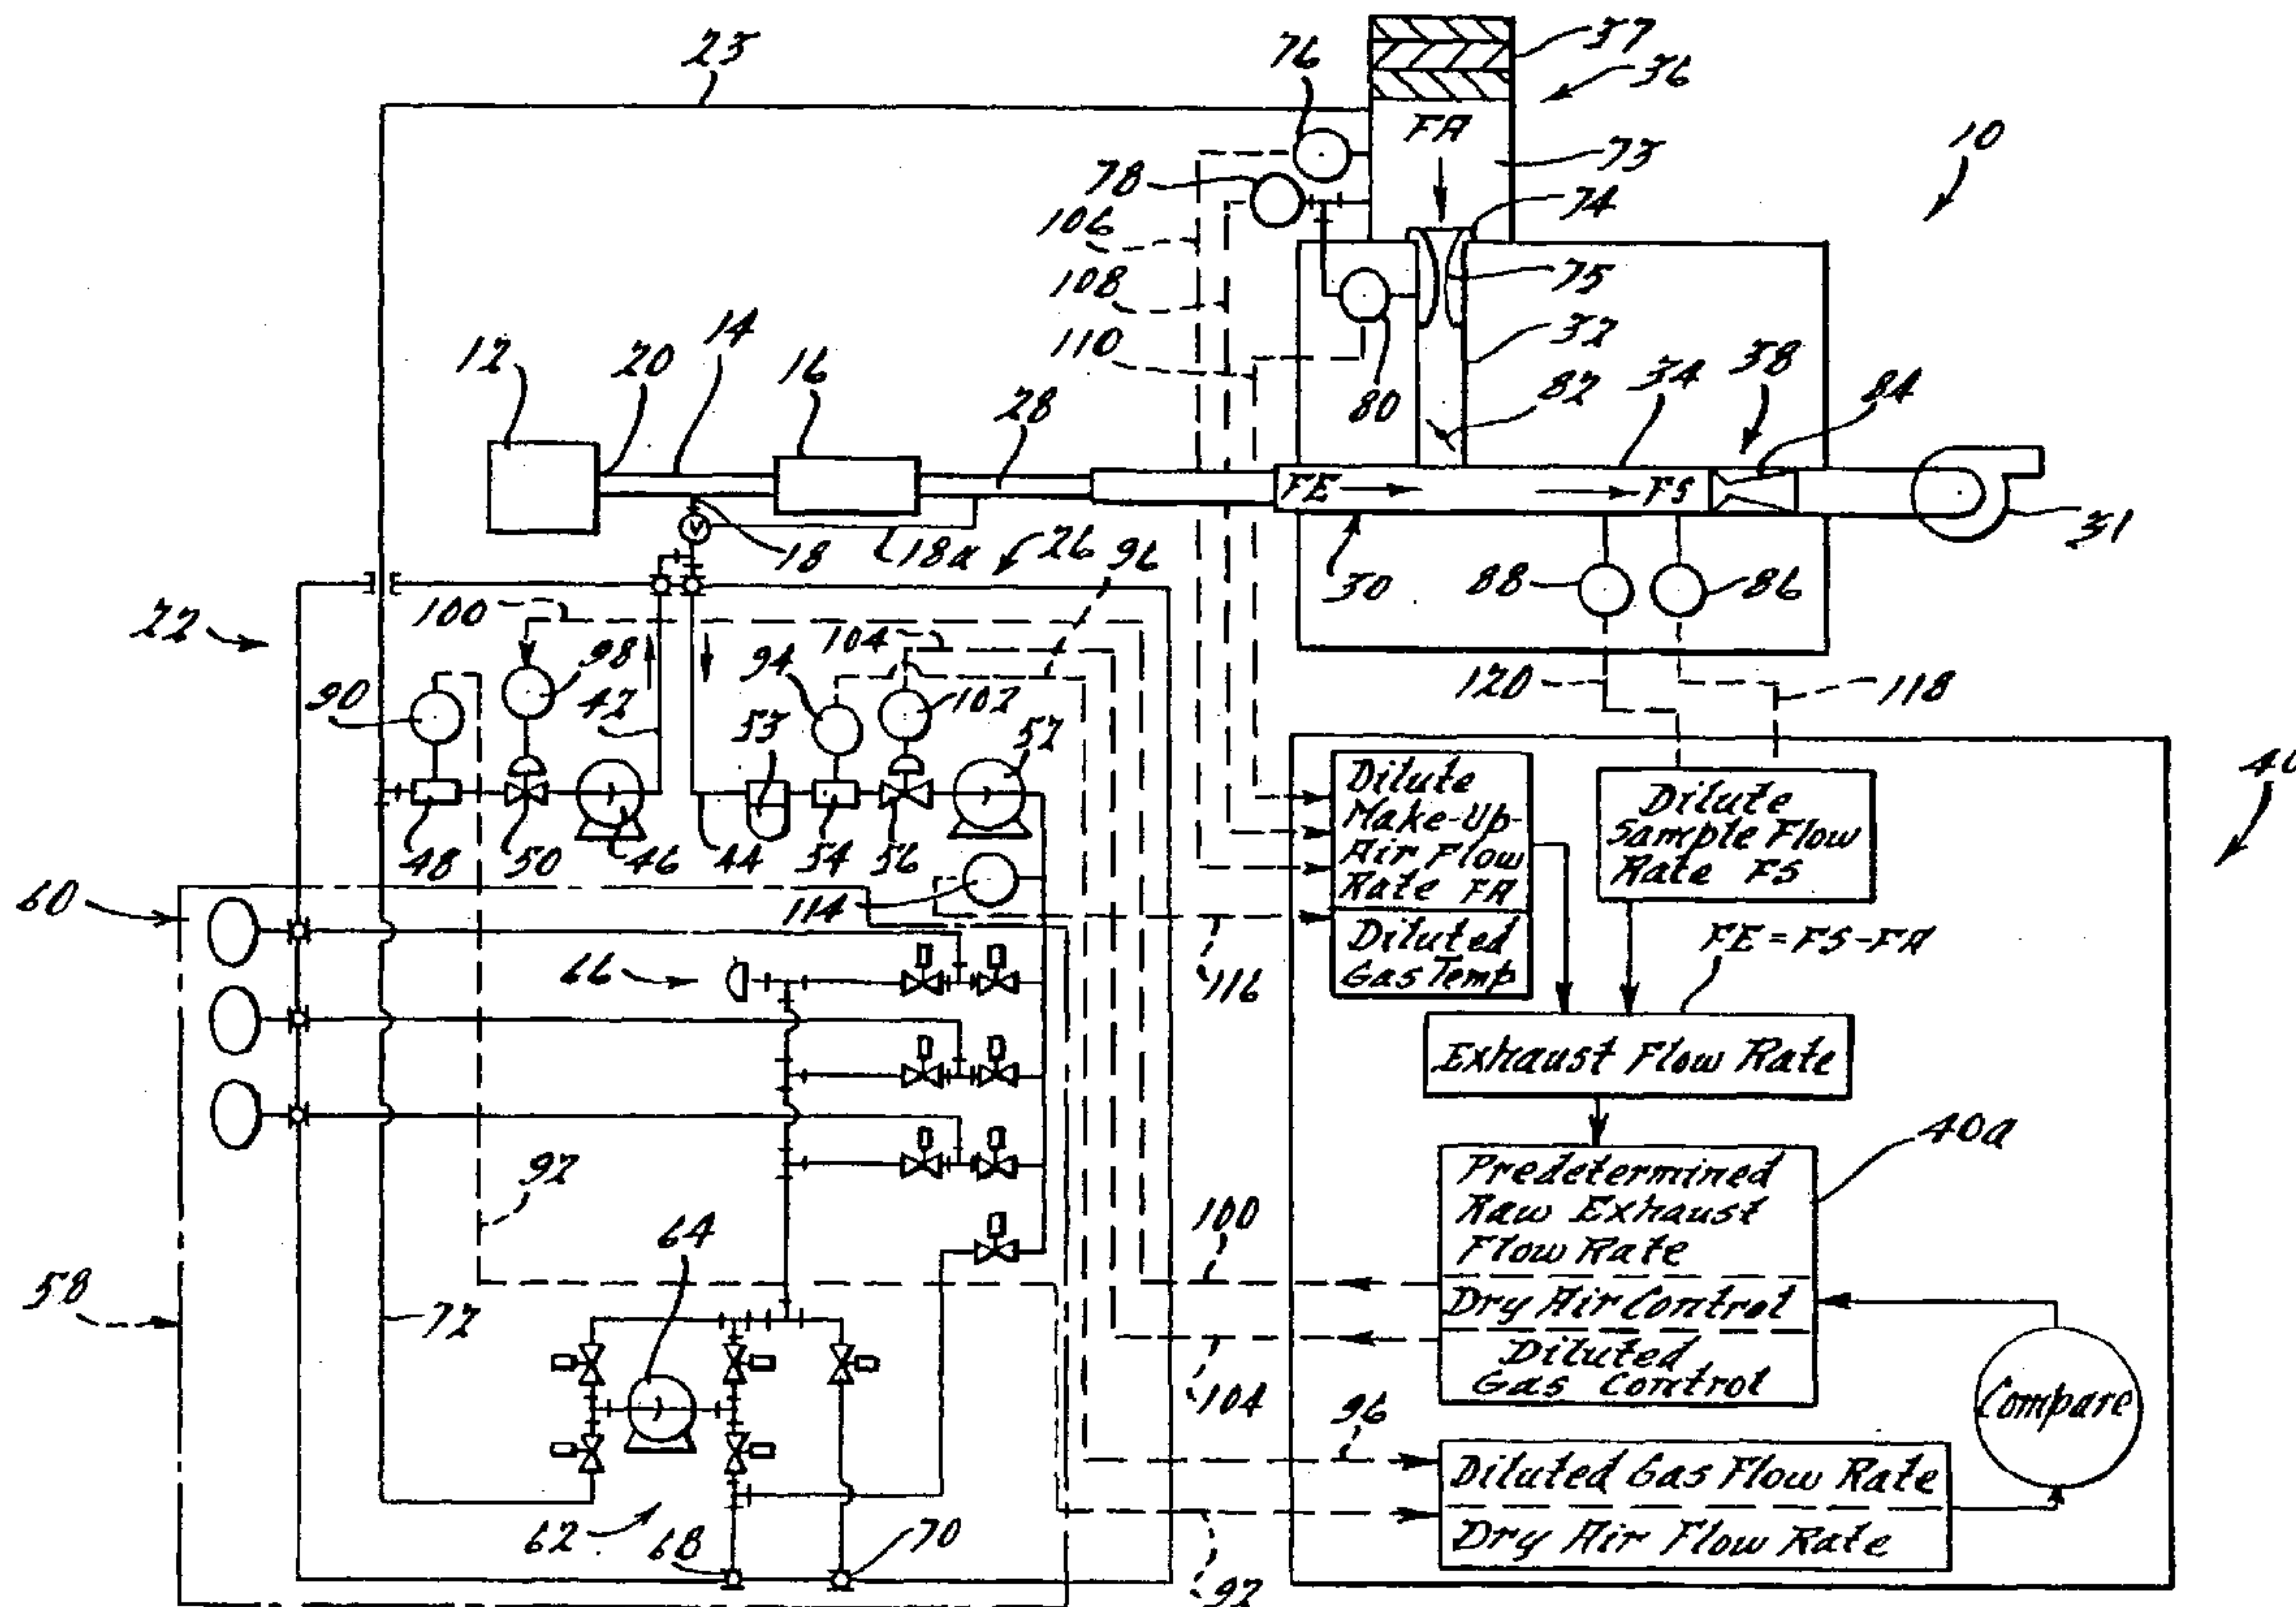 23
76
37
36
FA
10
78
73
106
74
75
108
14
32
12
20
16
110
34
38
84
28
80
82
FE
FS
18
18a
26
96
30
88
86
31
22
100
104
98
94
90
42
102
53
52
120
118
40
48
50
46
44
54
56
Dilute
Make-Up-
Air Flow
Rate FA
Diluted
Gas Temp
Dilute
Sample Flow
Rate FS
60
114
FE = FS-FA
66
116
Exhaust Flow Rate
40a
92
Predetermined
Raw Exhaust
Flow Rate
Dry Air Control
Diluted
Gas Control
64
100
58
72
104
96
Compare
Diluted Gas Flow Rate
Dry Air Flow Rate
62
68
70
92